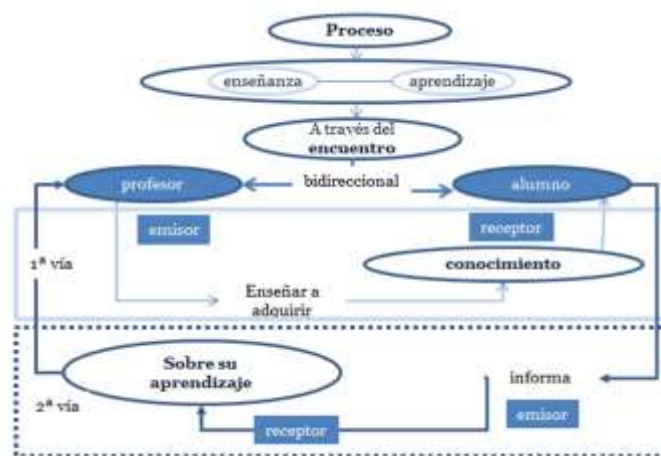 Proceso
enseñanza
aprendizaje
A través del
encuentro
profesor
bidireccional
alumno
emisor
receptor
1ª vía
conocimiento
Enseñar a
adquirir
Sobre su
aprendizaje
informa
2ª vía
emisor
receptor